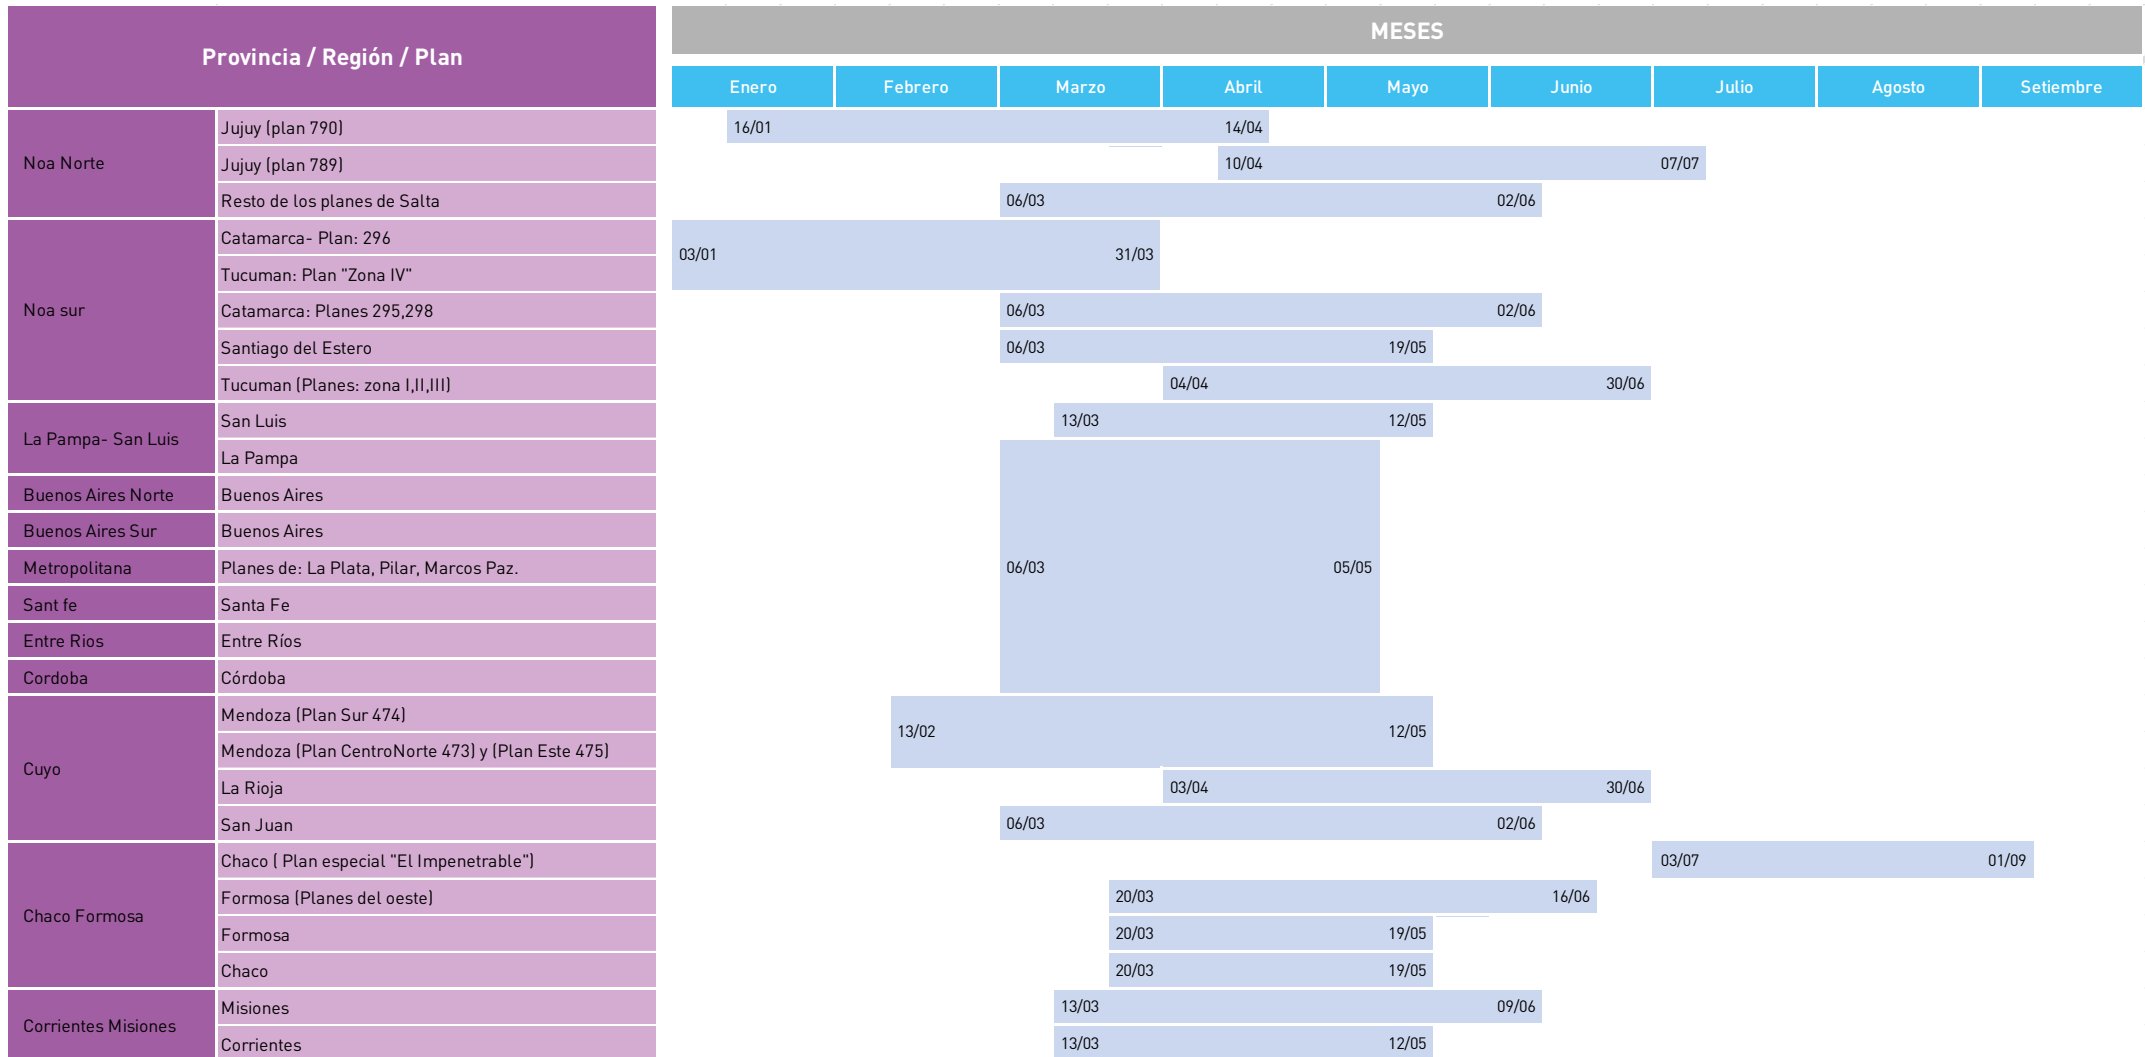 Provincia / Región / Plan
MESES
Enero Febrero Marzo Abril Mayo Junio Julio Agosto Setiembre
Noa Norte
Jujuy (plan 790) 16/01 14/04
Jujuy (plan 789) 10/04 07/07
Resto de los planes de Salta 06/03 02/06
Noa sur
Catamarca- Plan: 296
03/01 31/03
Tucuman: Plan "Zona IV"
Catamarca: Planes 295,298 06/03 02/06
Santiago del Estero 06/03 19/05
Tucuman (Planes: zona I,II,III) 04/04 30/06
La Pampa- San Luis
San Luis 13/03 12/05
La Pampa
Buenos Aires Norte Buenos Aires
Buenos Aires Sur Buenos Aires
Metropolitana Planes de: La Plata, Pilar, Marcos Paz. 06/03 05/05
Sant fe Santa Fe
Entre Rios Entre Ríos
Cordoba Córdoba
Cuyo
Mendoza (Plan Sur 474)
13/02 12/05
Mendoza (Plan CentroNorte 473) y (Plan Este 475)
La Rioja 03/04 30/06
San Juan 06/03 02/06
Chaco Formosa
Chaco ( Plan especial "El Impenetrable") 03/07 01/09
Formosa (Planes del oeste) 20/03 16/06
Formosa 20/03 19/05
Chaco 20/03 19/05
Corrientes Misiones
Misiones 13/03 09/06
Corrientes 13/03 12/05